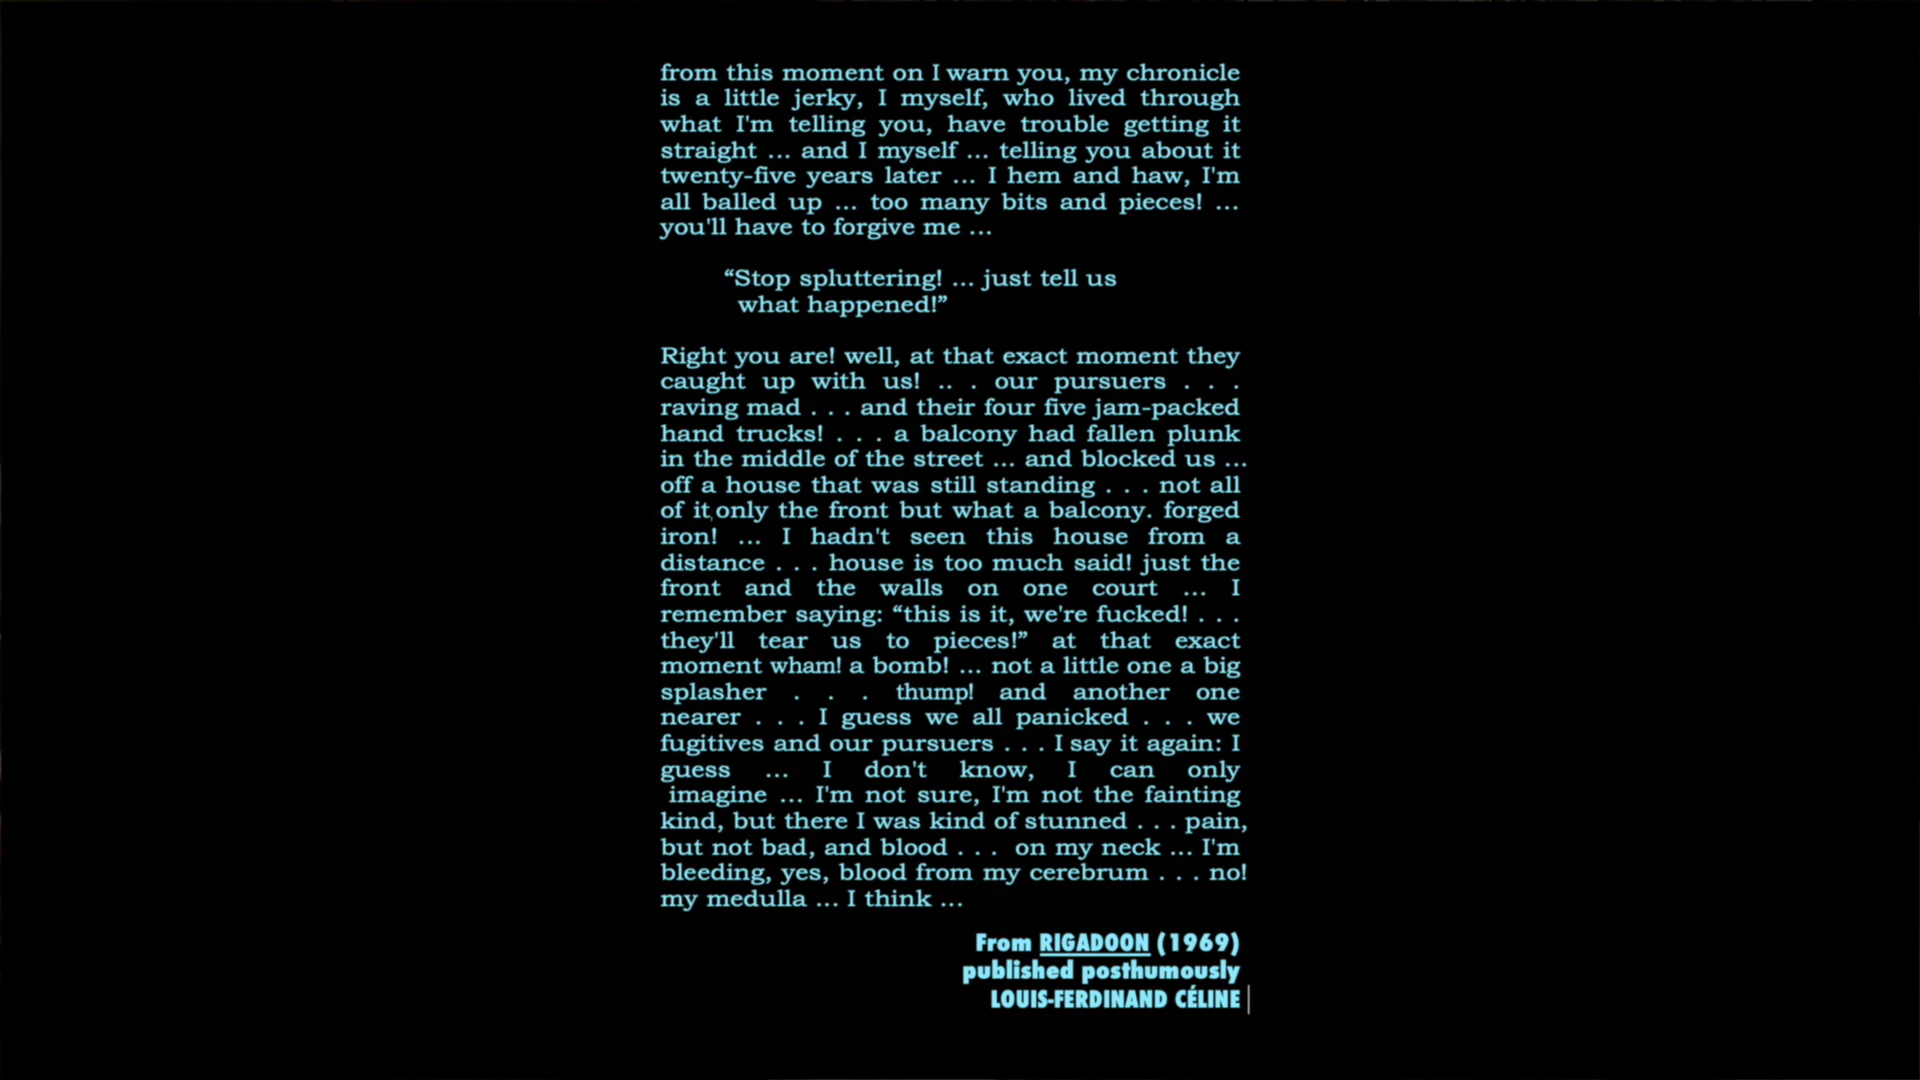 from this moment on I warn you, my chronicle
is a little jerky, I myself, who lived through
what I'm telling you, have trouble getting it
straight ... and I myself ... telling you about it
twenty-five years later ... I hem and haw, I'm
all balled up ... too many bits and pieces! ...
you'll have to forgive me ...
“Stop spluttering! ... just tell us
what happened!”
Right you are! well, at that exact moment they
caught up with us! .. . our pursuers . . .
raving mad . . . and their four five jam-packed
hand trucks! . . . a balcony had fallen plunk
in the middle of the street ... and blocked us ...
off a house that was still standing . . . not all
of it, only the front but what a balcony. forged
iron! ... I hadn't seen this house from a
distance . . . house is too much said! just the
front and the walls on one court ... I
remember saying: “this is it, we're fucked! . . .
they'll tear us to pieces!” at that exact
moment wham! a bomb! ... not a little one a big
splasher . . . thump! and another one
nearer . . . I guess we all panicked . . . we
fugitives and our pursuers . . . I say it again: I
guess ... I don't know, I can only
imagine ... I'm not sure, I'm not the fainting
kind, but there I was kind of stunned . . . pain,
but not bad, and blood . . . on my neck ... I'm
bleeding, yes, blood from my cerebrum . . . no!
my medulla ... I think ...
From RIGADOON (1969)
published posthumously
LOUIS-FERDINAND CÉLINE